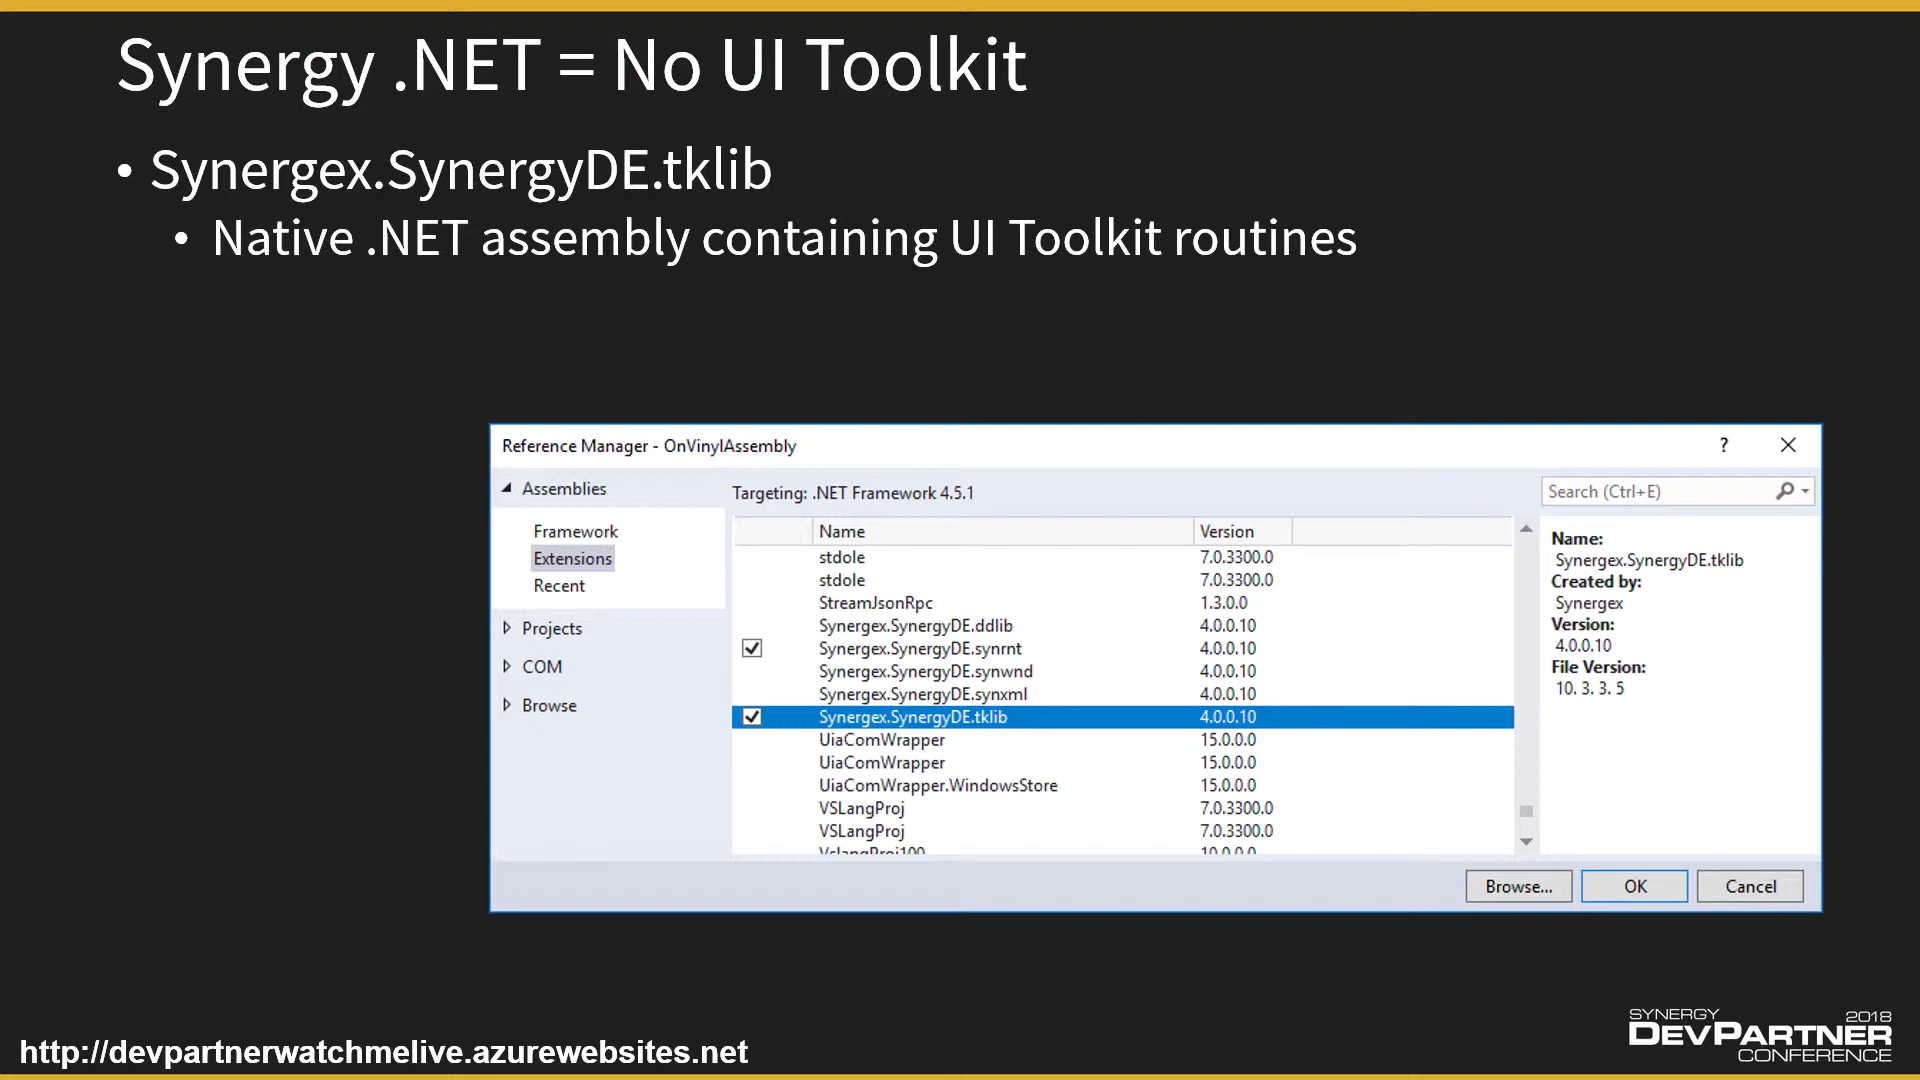 Synergy .NET = No UI Toolkit
• Synergex.SynergyDE.tklib
• Native .NET assembly containing UI Toolkit routines
Reference Manager - OnVinylAssembly
?
Assemblies
Framework
Extensions
Recent
Projects
COM
Browse
Targeting: .NET Framework 4.5.1
Search (Ctrl+E)
Name Version
stdole 7.0.3300.0
stdole 7.0.3300.0
StreamJsonRpc 1.3.0.0
Synergex.SynergyDE.ddlib 4.0.0.10
Synergex.SynergyDE.synrnt 4.0.0.10
Synergex.SynergyDE.synwnd 4.0.0.10
Synergex.SynergyDE.synxml 4.0.0.10
Synergex.SynergyDE.tklib 4.0.0.10
UiaComWrapper 15.0.0.0
UiaComWrapper 15.0.0.0
UiaComWrapper.WindowsStore 15.0.0.0
VSLangProj 7.0.3300.0
VSLangProj 7.0.3300.0
VslangProj100 10.0.0.0
Name:
Synergex.SynergyDE.tklib
Created by:
Synergex
Version:
4.0.0.10
File Version:
10. 3. 3. 5
Browse... OK Cancel
http://devpartnerwatchmelive.azurewebsites.net
SYNERGY 2018
DEVPARTNER
CONFERENCE